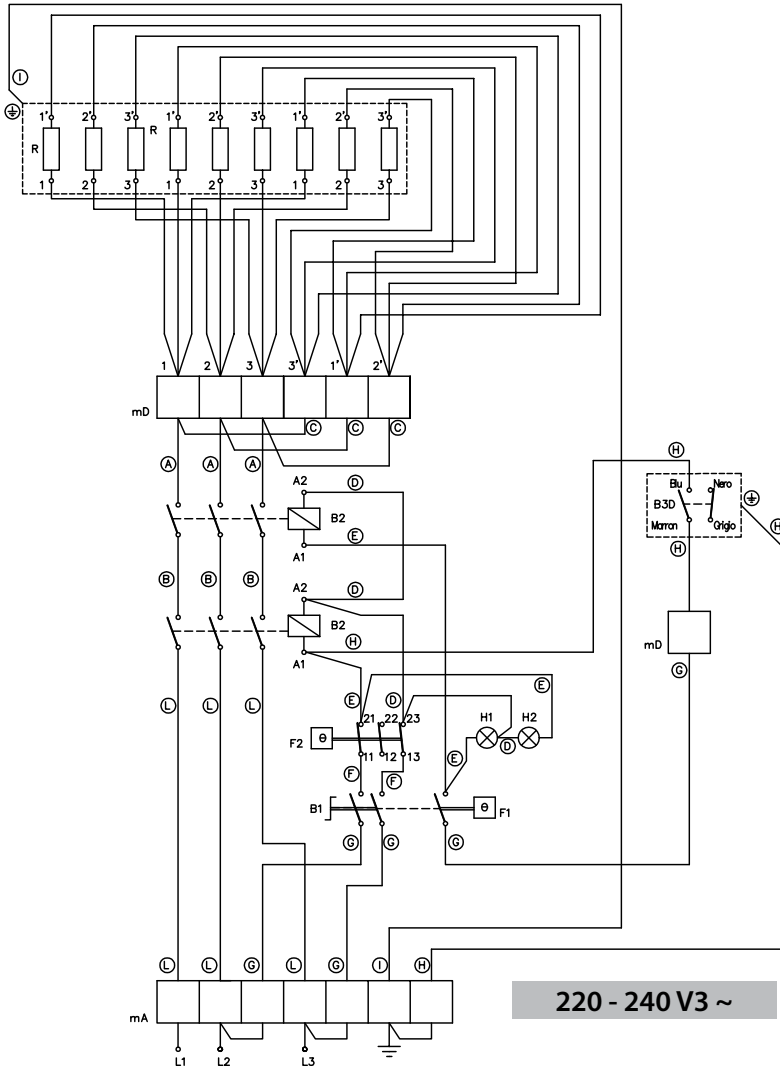 I
1' 2' 3' 1' 2' 3' 1' 2' 3'
R R
1 2 3 1 2 3 1 2 3
1 2 3 3' 1' 2'
mD
C C C
A A A
A2 D
B2
A1 E
H
Blu Nero
B3D
Marron Grigio
H H
B B B
A2 D
B2
A1 H
mD
G
L L L
E D E
21 22 23
H1 H2
F2 θ
11 12 13
D
E
F F
B1 θ F1
G G G
L L G L G I H
mA
L1 L2 L3
220 - 240 V3 ~